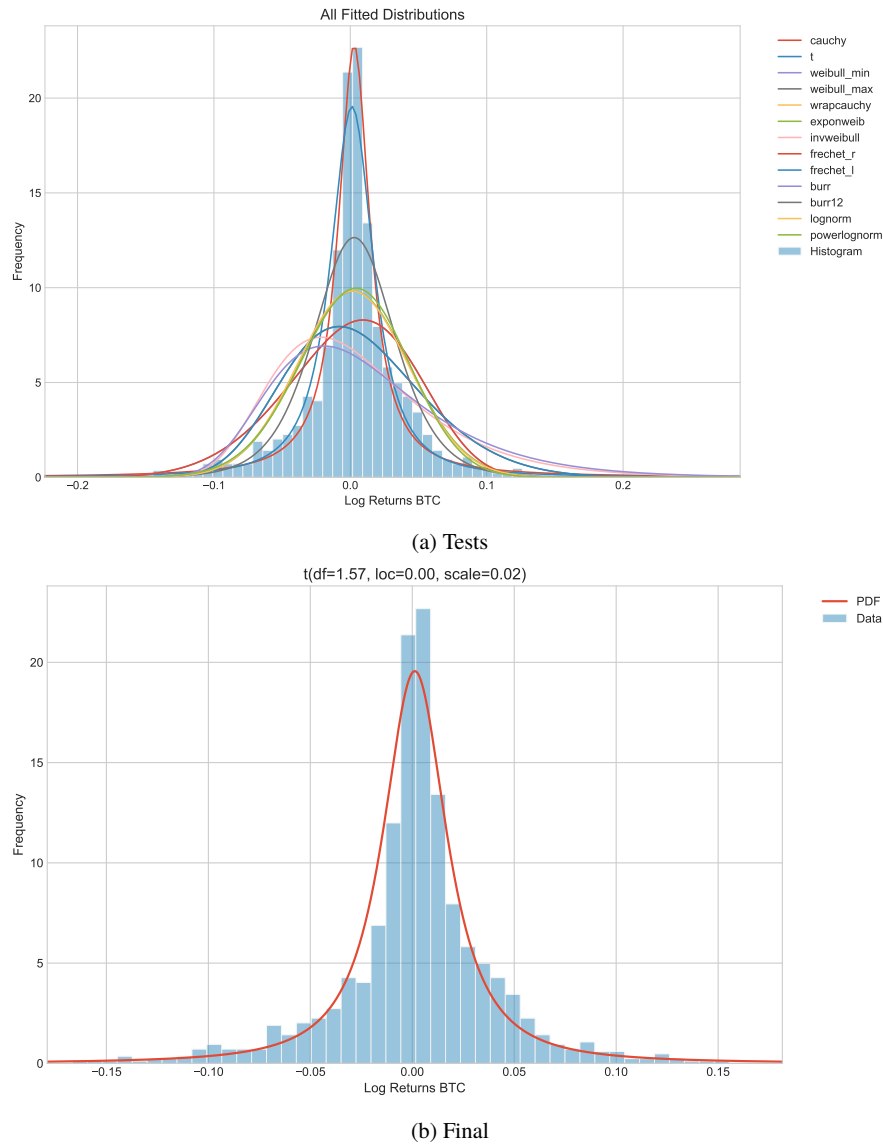 All Fitted Distributions
20
15
10
5
0
Frequency
−0.2
−0.1
0.0
0.1
0.2
Log Returns BTC
cauchy
t
weibull_min
weibull_max
wrapcauchy
exponweib
invweibull
frechet_r
frechet_l
burr
burr12
lognorm
powerlognorm
Histogram
(a) Tests
t(df=1.57, loc=0.00, scale=0.02)
20
15
10
5
0
Frequency
−0.15
−0.10
−0.05
0.00
0.05
0.10
0.15
Log Returns BTC
PDF
Data
(b) Final